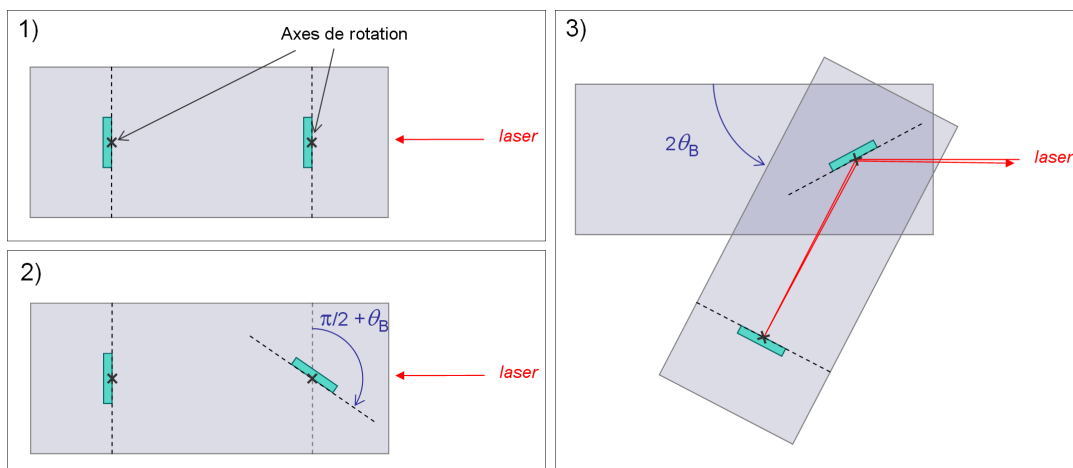 1)
Axes de rotation
laser
2)
π/2 + θB
laser
3)
2θB
laser